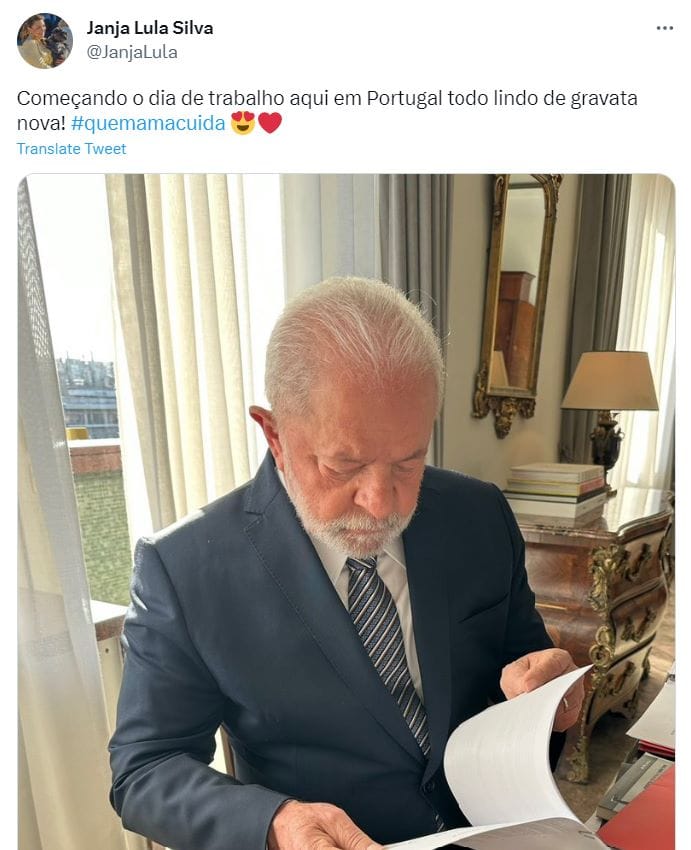 Janja Lula Silva
@JanjaLula
Começando o dia de trabalho aqui em Portugal todo lindo de gravata
nova! #quemamacuida 😍❤️
Translate Tweet